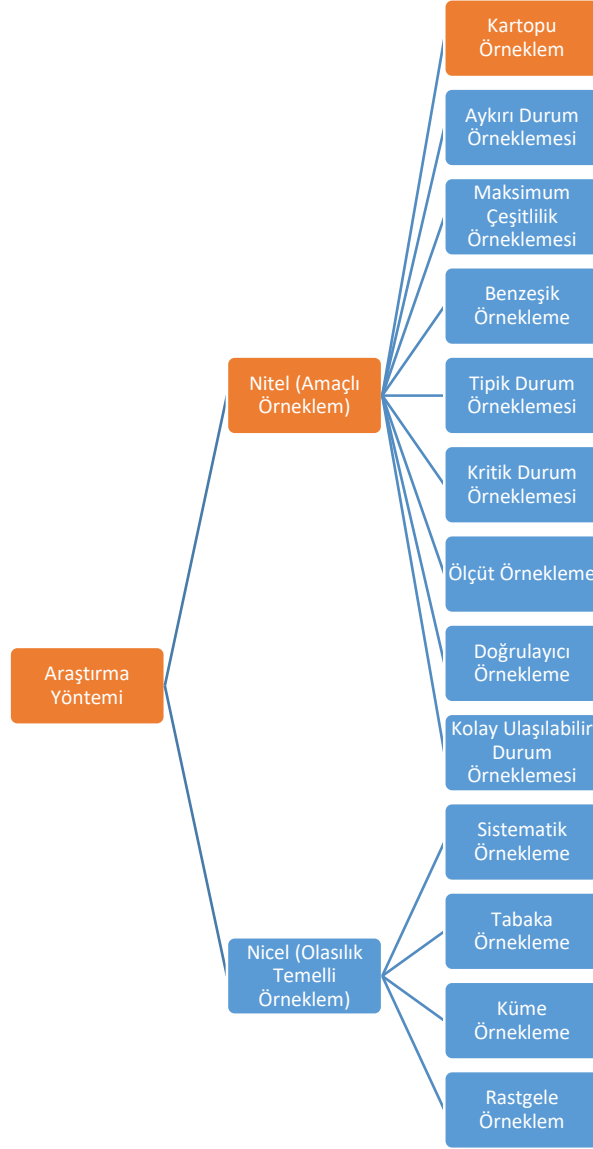 Kartopu
Örneklem
Aykırı Durum
Örneklemesi
Maksimum
Çeşitlilik
Örneklemesi
Benzeşik
Örnekleme
Nitel (Amaçlı
Örneklem)
Tipik Durum
Örneklemesi
Kritik Durum
Örneklemesi
Ölçüt Örnekleme
Araştırma
Yöntemi
Doğrulayıcı
Örnekleme
Kolay Ulaşılabilir
Durum
Örneklemesi
Sistematik
Örnekleme
Nicel (Olasılık
Temelli
Örneklem)
Tabaka
Örnekleme
Küme
Örnekleme
Rastgele
Örneklem